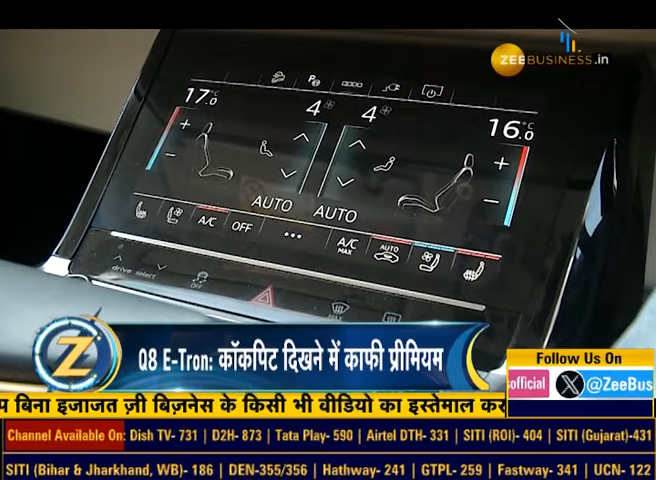 ZEEBUSINESS.in
17.0°C
4 4
16.0°C
AUTO AUTO
A/C OFF ... A/C MAX AUTO
drive select OFF MAX
Q8 E-Tron: कॉकपिट दिखने में काफी प्रीमियम
Follow Us On
official X @ZeeBus
बिना इजाजत ज़ी बिज़नेस के किसी भी वीडियो का इस्तेमाल कर
Channel Available On: Dish TV- 731 | D2H- 873 | Tata Play- 590 | Airtel DTH- 331 | SITI (ROI)- 404 | SITI (Gujarat)-431
SITI (Bihar & Jharkhand, WB)- 186 | DEN-355/356 | Hathway- 241 | GTPL- 259 | Fastway- 341 | UCN- 122